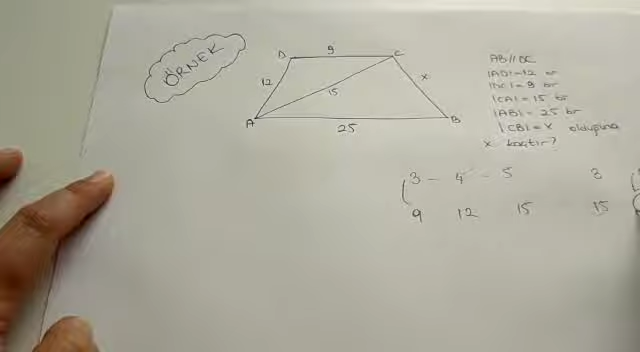 ÖRNEK
D 9 C
12 15 x
A 25 B
AB//DC
|AD|=12 br
|DC|=9 br
|CA|=15 br
|AB|=25 br
|CB|=x olduğuna
x kaçtır?
3 - 4 - 5 3
9 12 15 15